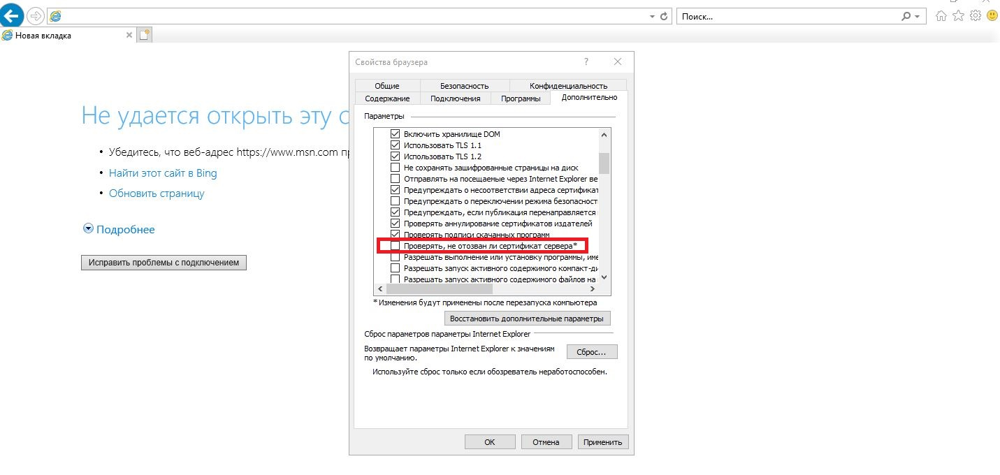 Поиск...
Новая вкладка
Не удается открыть эту
Убедитесь, что веб-адрес https://www.msn.com
Найти этот сайт в Bing
Обновить страницу
Подробнее
Исправить проблемы с подключением
Свойства браузера
?
Общие Безопасность Конфиденциальность
Содержание Подключения Программы Дополнительно
Параметры
Включить хранилище DOM
Использовать TLS 1.1
Использовать TLS 1.2
Не сохранять зашифрованные страницы на диск
Отправлять на посещаемые через Internet Explorer ве
Предупреждать о несоответствии адреса сертификат
Предупреждать о переключении режима безопасност
Предупреждать, если публикация перенаправляется
Проверять аннулирование сертификатов издателей
Проверять подписи скачанных программ
Проверять, не отозван ли сертификат сервера*
Разрешать выполнение или установку программы, име
Разрешать запуск активного содержимого компакт-ди
Разрешать запуск активного содержимого файлов на
*Изменения будут применены после перезапуска компьютера
Восстановить дополнительные параметры
Сброс параметров параметры Internet Explorer
Возвращает параметры Internet Explorer к значениям
по умолчанию.
Сброс...
Используйте сброс только если обозреватель неработоспособен.
ОК Отмена Применить